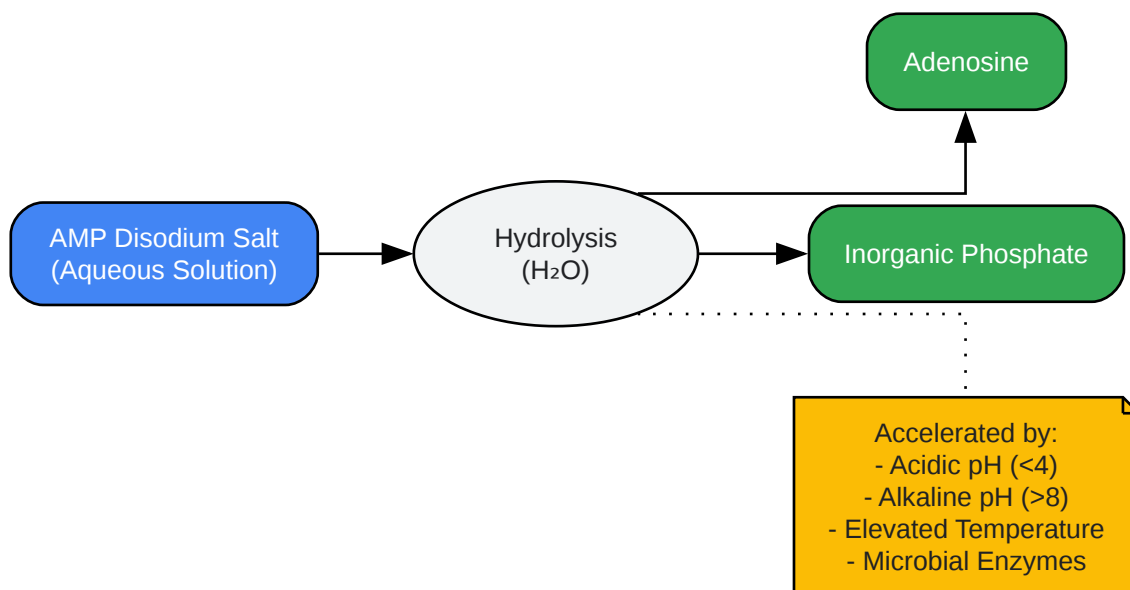 Adenosine
AMP Disodium Salt
(Aqueous Solution)
Hydrolysis
(H₂O)
Inorganic Phosphate
Accelerated by:
- Acidic pH (<4)
- Alkaline pH (>8)
- Elevated Temperature
- Microbial Enzymes